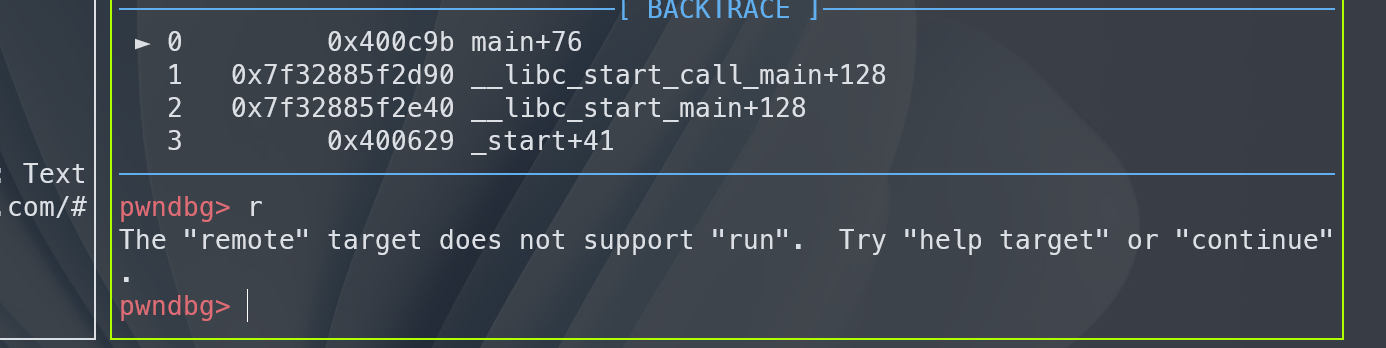 [ BACKTRACE ]
► 0         0x400c9b main+76
  1   0x7f32885f2d90 __libc_start_call_main+128
  2   0x7f32885f2e40 __libc_start_main+128
  3         0x400629 _start+41
: Text
.com/#
pwndbg> r
The "remote" target does not support "run".  Try "help target" or "continue"
.
pwndbg>